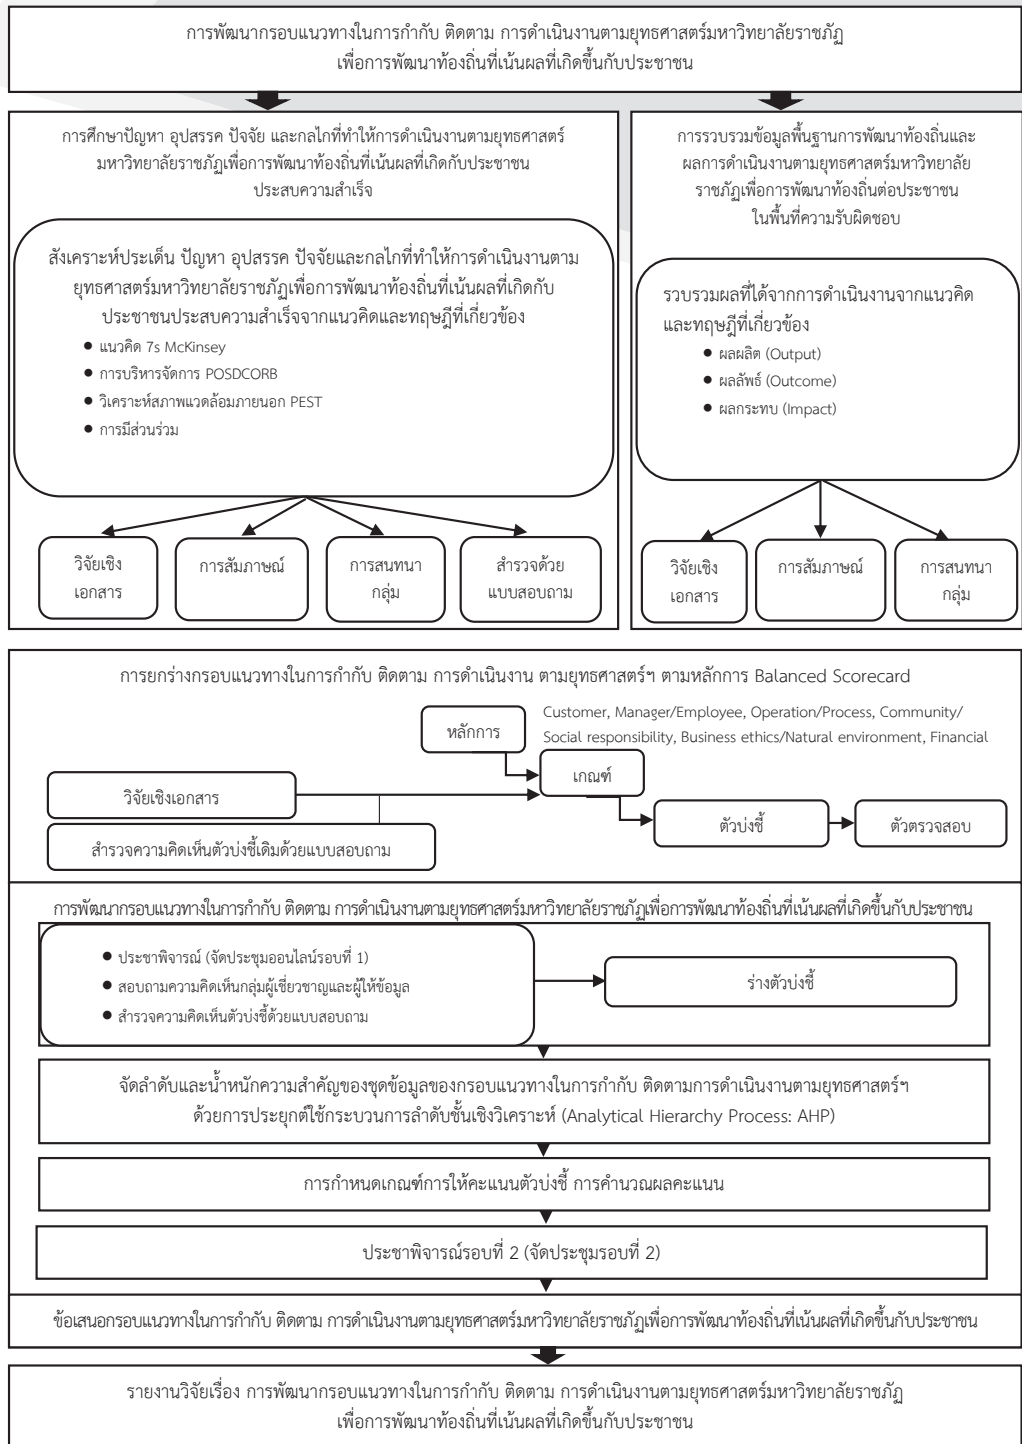 การพัฒนากรอบแนวทางในการกำกับ ติดตาม การดำเนินงานตามยุทธศาสตร์มหาวิทยาลัยราชภัฏ
เพื่อการพัฒนาท้องถิ่นที่เน้นผลที่เกิดขึ้นกับประชาชน
การศึกษาปัญหา อุปสรรค ปัจจัย และกลไกที่ทำให้การดำเนินงานตามยุทธศาสตร์
มหาวิทยาลัยราชภัฏเพื่อการพัฒนาท้องถิ่นที่เน้นผลที่เกิดกับประชาชน
ประสบความสำเร็จ
สังเคราะห์ประเด็น ปัญหา อุปสรรค ปัจจัยและกลไกที่ทำให้การดำเนินงานตาม
ยุทธศาสตร์มหาวิทยาลัยราชภัฏเพื่อการพัฒนาท้องถิ่นที่เน้นผลที่เกิดกับ
ประชาชนประสบความสำเร็จจากแนวคิดและทฤษฎีที่เกี่ยวข้อง
● แนวคิด 7s McKinsey
● การบริหารจัดการ POSDCORB
● วิเคราะห์สภาพแวดล้อมภายนอก PEST
● การมีส่วนร่วม
วิจัยเชิง
เอกสาร
การสัมภาษณ์
การสนทนา
กลุ่ม
สำรวจด้วย
แบบสอบถาม
การรวบรวมข้อมูลพื้นฐานการพัฒนาท้องถิ่นและ
ผลการดำเนินงานตามยุทธศาสตร์มหาวิทยาลัย
ราชภัฏเพื่อการพัฒนาท้องถิ่นต่อประชาชน
ในพื้นที่ความรับผิดชอบ
รวบรวมผลที่ได้จากการดำเนินงานจากแนวคิด
และทฤษฎีที่เกี่ยวข้อง
● ผลผลิต (Output)
● ผลลัพธ์ (Outcome)
● ผลกระทบ (Impact)
วิจัยเชิง
เอกสาร
การสัมภาษณ์
การสนทนา
กลุ่ม
การยกร่างกรอบแนวทางในการกำกับ ติดตาม การดำเนินงาน ตามยุทธศาสตร์ฯ ตามหลักการ Balanced Scorecard
หลักการ
Customer, Manager/Employee, Operation/Process, Community/
Social responsibility, Business ethics/Natural environment, Financial
เกณฑ์
วิจัยเชิงเอกสาร
ตัวบ่งชี้
ตัวตรวจสอบ
สำรวจความคิดเห็นตัวบ่งชี้เดิมด้วยแบบสอบถาม
การพัฒนากรอบแนวทางในการกำกับ ติดตาม การดำเนินงานตามยุทธศาสตร์มหาวิทยาลัยราชภัฏเพื่อการพัฒนาท้องถิ่นที่เน้นผลที่เกิดขึ้นกับประชาชน
● ประชาพิจารณ์ (จัดประชุมออนไลน์รอบที่ 1)
● สอบถามความคิดเห็นกลุ่มผู้เชี่ยวชาญและผู้ให้ข้อมูล
● สำรวจความคิดเห็นตัวบ่งชี้ด้วยแบบสอบถาม
ร่างตัวบ่งชี้
จัดลำดับและน้ำหนักความสำคัญของชุดข้อมูลของกรอบแนวทางในการกำกับ ติดตามการดำเนินงานตามยุทธศาสตร์ฯ
ด้วยการประยุกต์ใช้กระบวนการลำดับชั้นเชิงวิเคราะห์ (Analytical Hierarchy Process: AHP)
การกำหนดเกณฑ์การให้คะแนนตัวบ่งชี้ การคำนวณผลคะแนน
ประชาพิจารณ์รอบที่ 2 (จัดประชุมรอบที่ 2)
ข้อเสนอกรอบแนวทางในการกำกับ ติดตาม การดำเนินงานตามยุทธศาสตร์มหาวิทยาลัยราชภัฏเพื่อการพัฒนาท้องถิ่นที่เน้นผลที่เกิดขึ้นกับประชาชน
รายงานวิจัยเรื่อง การพัฒนากรอบแนวทางในการกำกับ ติดตาม การดำเนินงานตามยุทธศาสตร์มหาวิทยาลัยราชภัฏ
เพื่อการพัฒนาท้องถิ่นที่เน้นผลที่เกิดขึ้นกับประชาชน